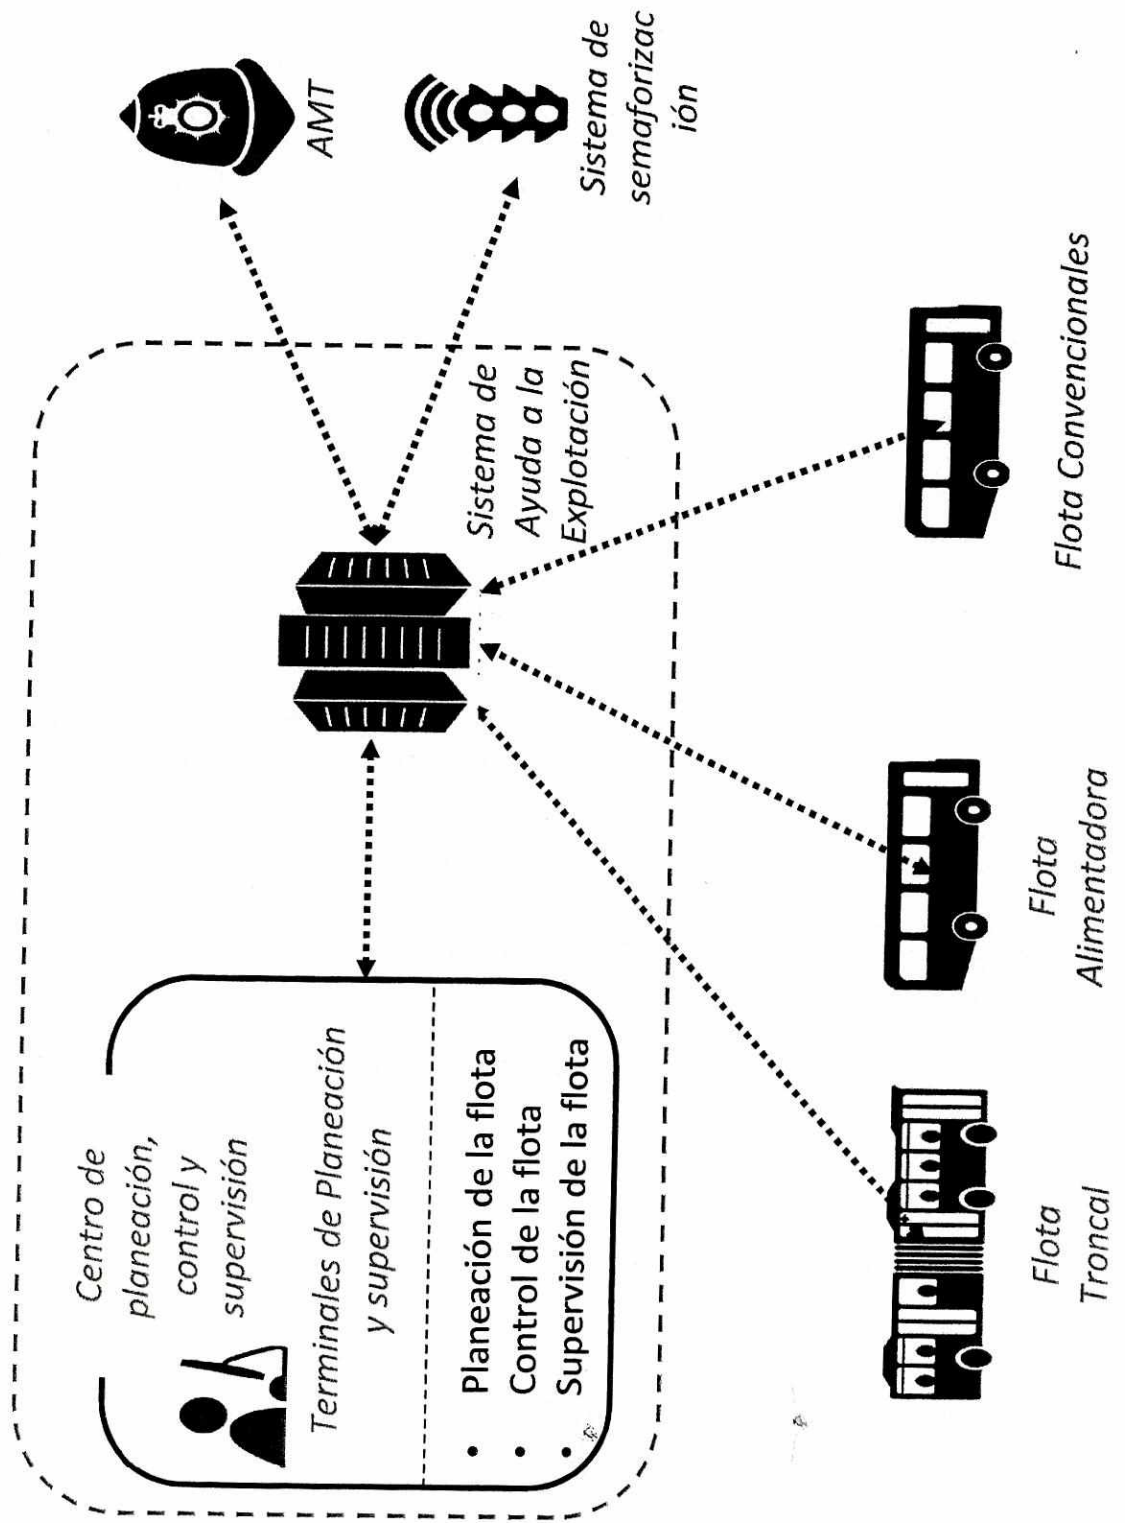 Centro de
planeación,
control y
supervisión
Terminales de Planeación
y supervisión
• Planeación de la flota
• Control de la flota
• Supervisión de la flota
Sistema de
Ayuda a la
Explotación
AMT
Sistema de
semaforizac
ión
Flota
Troncal
Flota
Alimentadora
Flota Convencionales